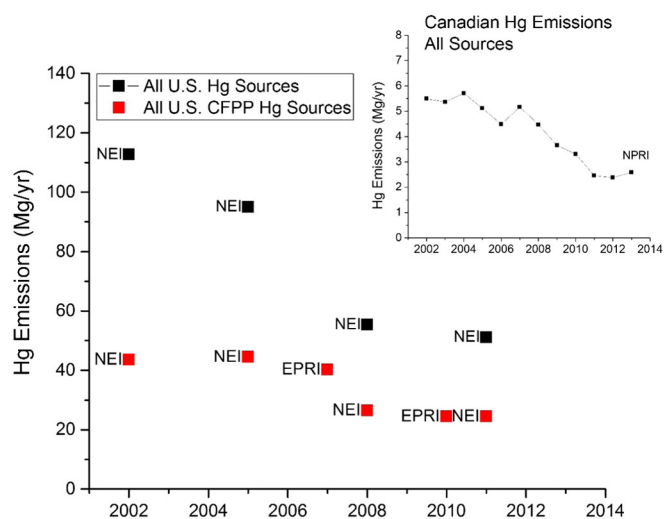 Canadian Hg Emissions
All Sources
Hg Emissions (Mg/yr)
8
7
6
5
4
3
2
1
0
NPRI
2002 2004 2006 2008 2010 2012 2014
All U.S. Hg Sources
All U.S. CFPP Hg Sources
Hg Emissions (Mg/yr)
140
120
100
80
60
40
20
0
NEI
NEI
NEI
NEI
NEI
NEI
EPRI
NEI
EPRI
NEI
2002 2004 2006 2008 2010 2012 2014